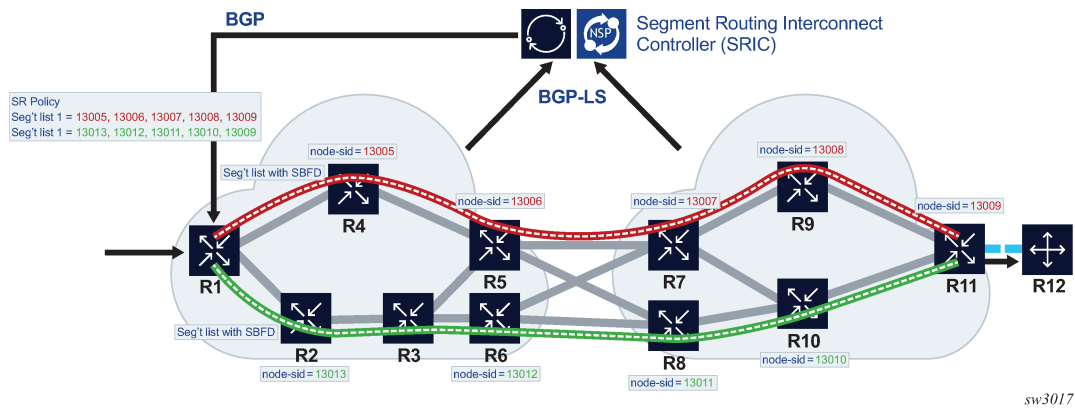 BGP
NSP
Segment Routing Interconnect
Controller (SRIC)
BGP-LS
SR Policy
Seg't list 1 = 13005, 13006, 13007, 13008, 13009
Seg't list 1 = 13013, 13012, 13011, 13010, 13009
node-sid = 13005
node-sid = 13008
Seg't list with SBFD
node-sid = 13006
node-sid = 13007
node-sid = 13009
R4
R9
R5
R7
R1
R11
R12
Seg't list with SBFD
R2
R3
R6
R8
R10
node-sid = 13013
node-sid = 13012
node-sid = 13011
node-sid = 13010
sw3017